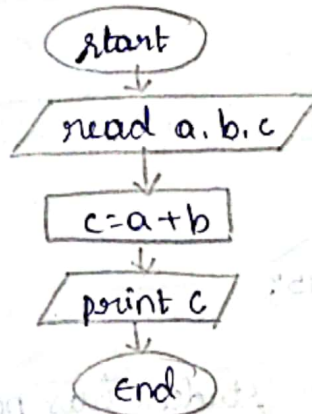 start
read a, b, c
c=a+b
print c
End